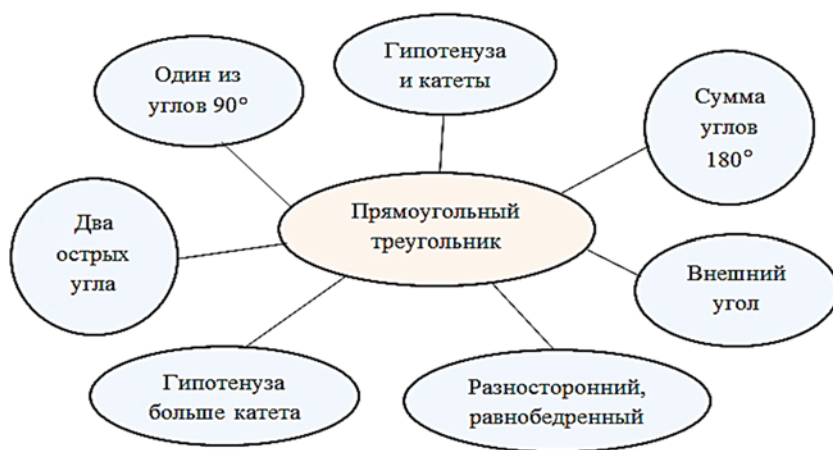 Гипотенуза
и катеты
Один из
углов 90°
Сумма
углов
180°
Прямоугольный
треугольник
Два
острых
угла
Внешний
угол
Гипотенуза
больше катета
Разносторонний,
равнобедренный